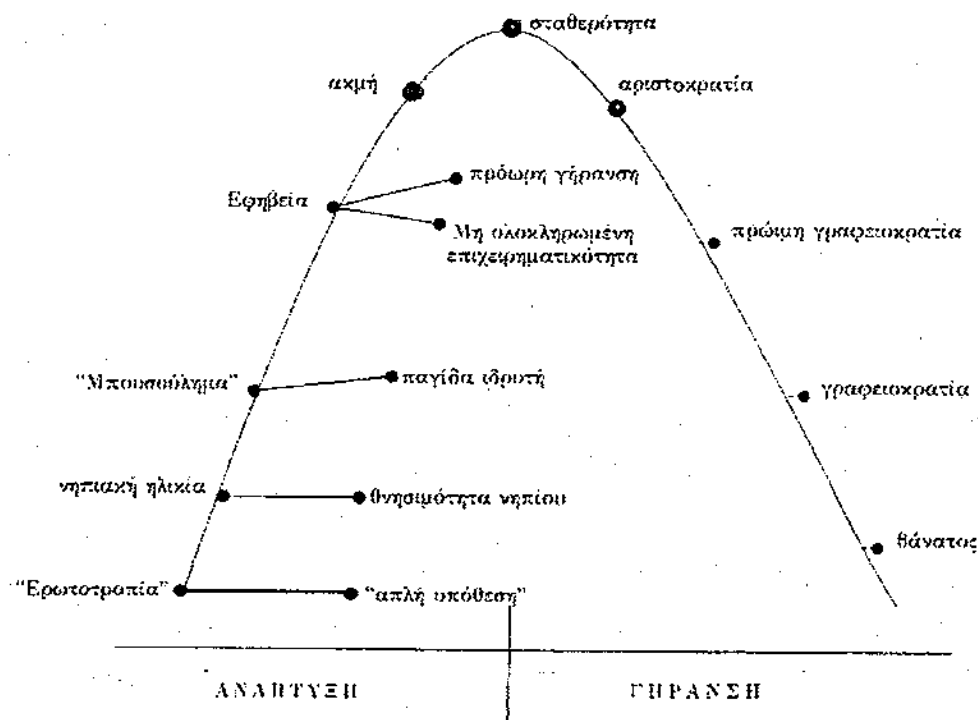 σταθερότητα
ακμή
αριστοκρατία
πρόωρη γήρανση
Εφηβεία
Μη ολοκληρωμένη
επιχειρηματικότητα
πρώιμη γραφειοκρατία
"Μπουσούλημα"
παγίδα ιδρυτή
γραφειοκρατία
νηπιακή ηλικία
θνησιμότητα νηπίου
θάνατος
"Ερωτοτροπία"
"απλή υπόθεση"
ΑΝΑΠΤΥΞΗ
ΓΗΡΑΝΣΗ